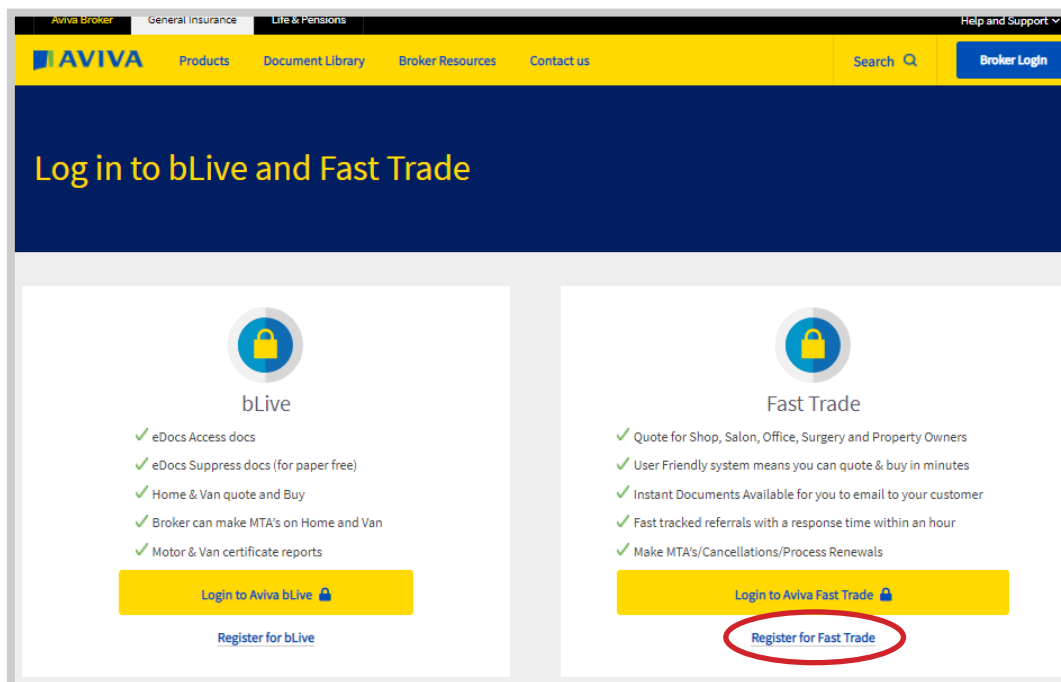 Aviva Broker General Insurance Life & Pensions Help and Support
AVIVA Products Document Library Broker Resources Contact us Search Broker Login
Log in to bLive and Fast Trade
bLive
eDocs Access docs
eDocs Suppress docs (for paper free)
Home & Van quote and Buy
Broker can make MTA's on Home and Van
Motor & Van certificate reports
Login to Aviva bLive
Register for bLive
Fast Trade
Quote for Shop, Salon, Office, Surgery and Property Owners
User Friendly system means you can quote & buy in minutes
Instant Documents Available for you to email to your customer
Fast tracked referrals with a response time within an hour
Make MTA's/Cancellations/Process Renewals
Login to Aviva Fast Trade
Register for Fast Trade